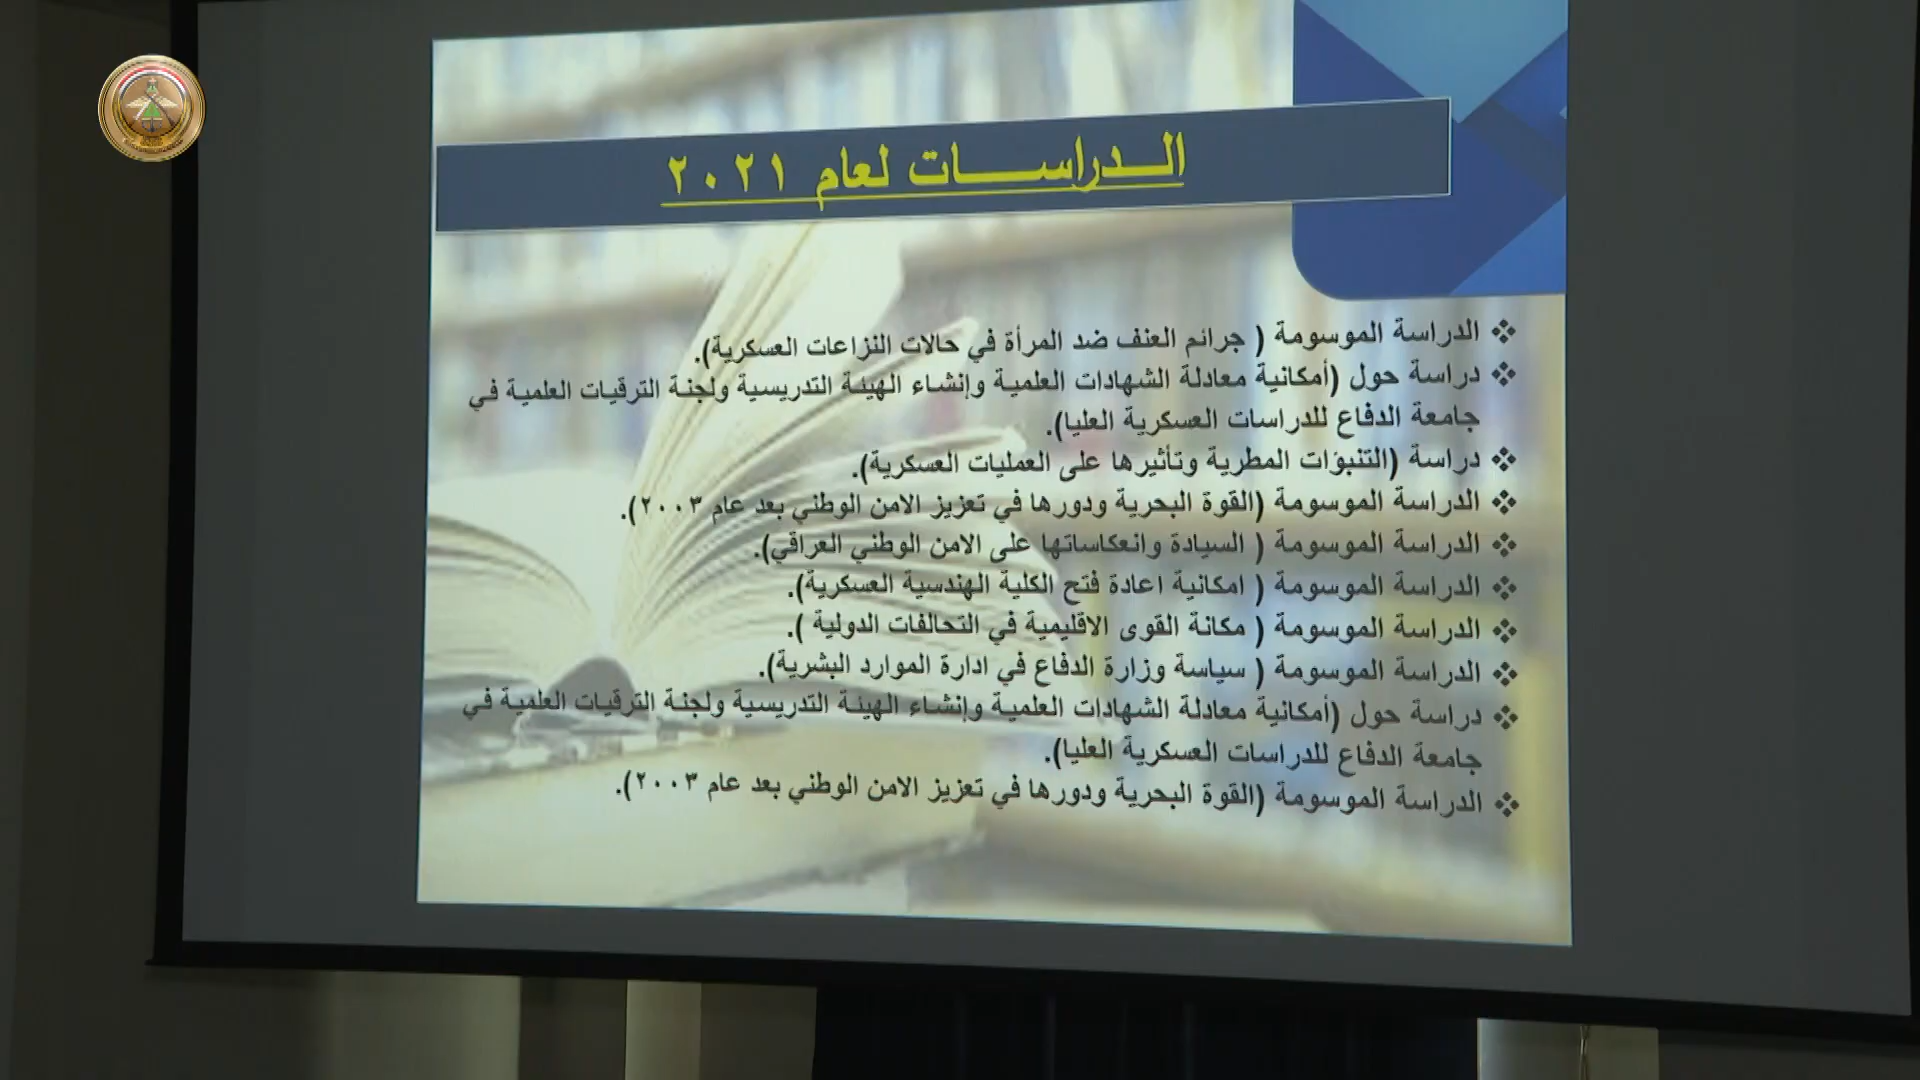 الدراسات لعام ٢٠٢١
❖ الدراسة الموسومة ( جرائم العنف ضد المرأة في حالات النزاعات العسكرية).
❖ دراسة حول (أمكانية معادلة الشهادات العلمية وإنشاء الهيئة التدريسية ولجنة الترقيات العلمية في
جامعة الدفاع للدراسات العسكرية العليا).
❖ دراسة (التنبؤات المطرية وتأثيرها على العمليات العسكرية).
❖ الدراسة الموسومة (القوة البحرية ودورها في تعزيز الامن الوطني بعد عام ٢٠٠٣).
❖ الدراسة الموسومة ( السيادة وانعكاساتها على الامن الوطني العراقي).
❖ الدراسة الموسومة ( امكانية اعادة فتح الكلية الهندسية العسكرية).
❖ الدراسة الموسومة ( مكانة القوى الاقليمية في التحالفات الدولية ).
❖ الدراسة الموسومة ( سياسة وزارة الدفاع في ادارة الموارد البشرية).
❖ دراسة حول (أمكانية معادلة الشهادات العلمية وإنشاء الهيئة التدريسية ولجنة الترقيات العلمية في
جامعة الدفاع للدراسات العسكرية العليا).
❖ الدراسة الموسومة (القوة البحرية ودورها في تعزيز الامن الوطني بعد عام ٢٠٠٣).